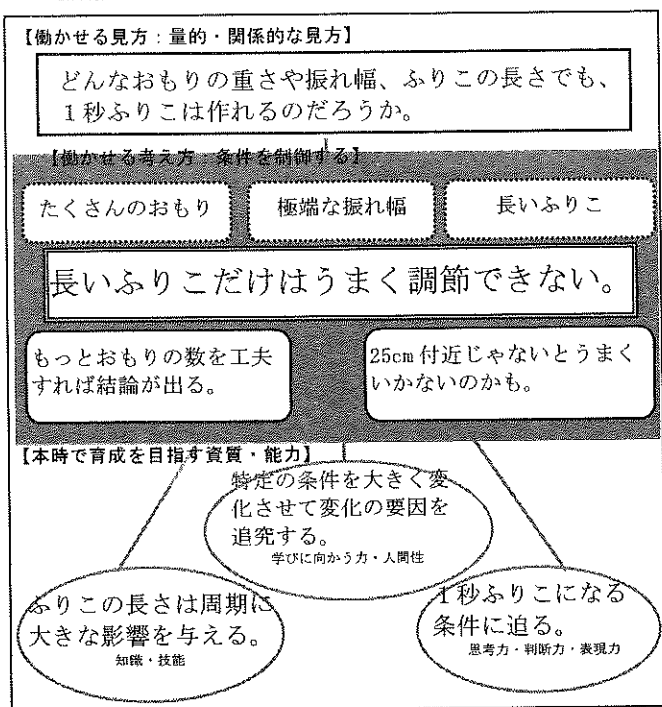 【働かせる見方：量的・関係的な見方】
どんなおもりの重さや振れ幅、ふりこの長さでも、
１秒ふりこは作れるのだろうか。
【働かせる考え方：条件を制御する】
たくさんのおもり
極端な振れ幅
長いふりこ
長いふりこだけはうまく調節できない。
もっとおもりの数を工夫
すれば結論が出る。
25cm 付近じゃないとうまく
いかないのかも。
【本時で育成を目指す資質・能力】
特定の条件を大きく変
化させて変化の要因を
追究する。
学びに向かう力・人間性
ふりこの長さは周期に
大きな影響を与える。
知識・技能
１秒ふりこになる
条件に迫る。
思考力・判断力・表現力